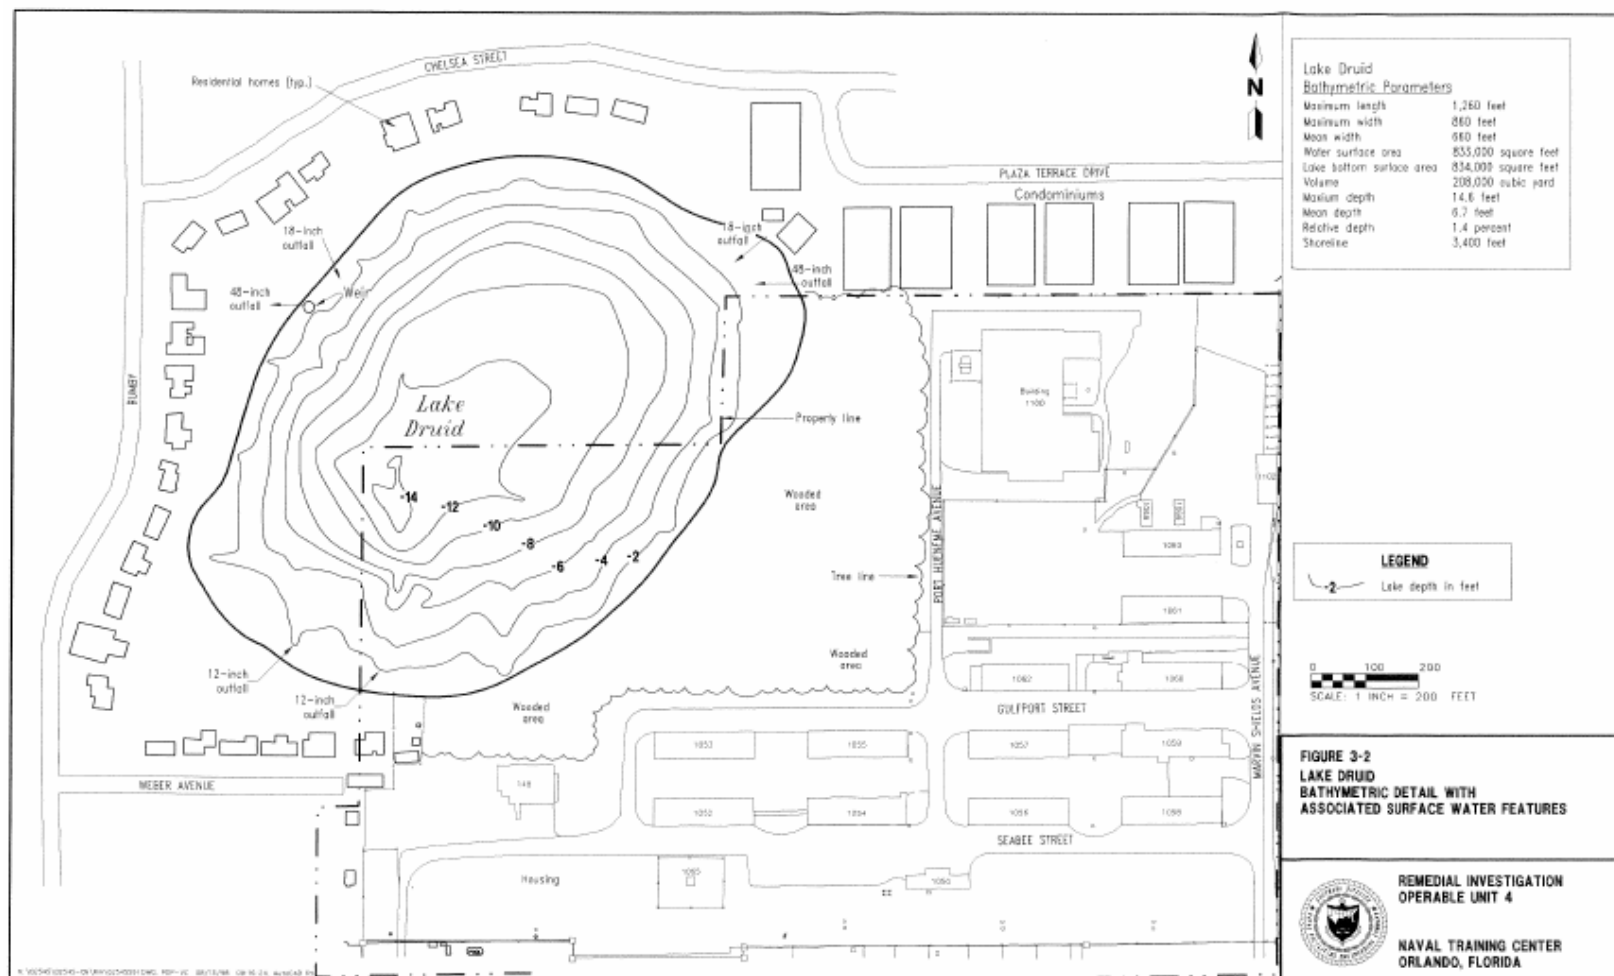 CHELSEA STREET
Residential homes (typ.)
N
Lake Druid
Bathymetric Parameters
Maximum length 1,260 feet
Maximum width 860 feet
Mean width 660 feet
Water surface area 833,000 square feet
Lake bottom surface area 834,000 square feet
Volume 208,000 cubic yard
Maxium depth 14.6 feet
Mean depth 6.7 feet
Relative depth 1.4 percent
Shoreline 3,400 feet
PLAZA TERRACE DRIVE
Condominiums
18-inch
outfall
18-inch
outfall
48-inch
outfall
Weir
48-inch
outfall
BUMBY
Lake
Druid
Property line
Building
1100
1102
-14
-12
-10
-8
-6
-4
-2
Wooded
area
PORT HUENEME AVENUE
Tree line
Wooded
area
12-inch
outfall
12-inch
outfall
Wooded
area
1061
1062
GULFPORT STREET
MARVIN SHIELDS AVENUE
1053
1055
1057
1059
WEBER AVENUE
1052
1054
1056
1058
SEABEE STREET
Housing
LEGEND
-2 Lake depth in feet
0 100 200
SCALE: 1 INCH = 200 FEET
FIGURE 3-2
LAKE DRUID
BATHYMETRIC DETAIL WITH
ASSOCIATED SURFACE WATER FEATURES
REMEDIAL INVESTIGATION
OPERABLE UNIT 4
NAVAL TRAINING CENTER
ORLANDO, FLORIDA